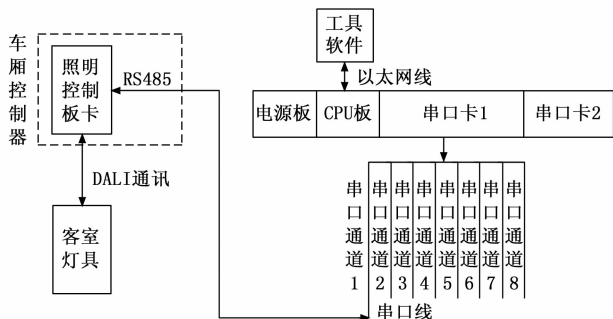 车厢控制器
照明
控制
板卡
RS485
DALI通讯
客室
灯具
工具
软件
以太网线
电源板
CPU板
串口卡1
串口卡2
串口通道1
串口通道2
串口通道3
串口通道4
串口通道5
串口通道6
串口通道7
串口通道8
串口线